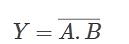 Y = \overline{A.B}